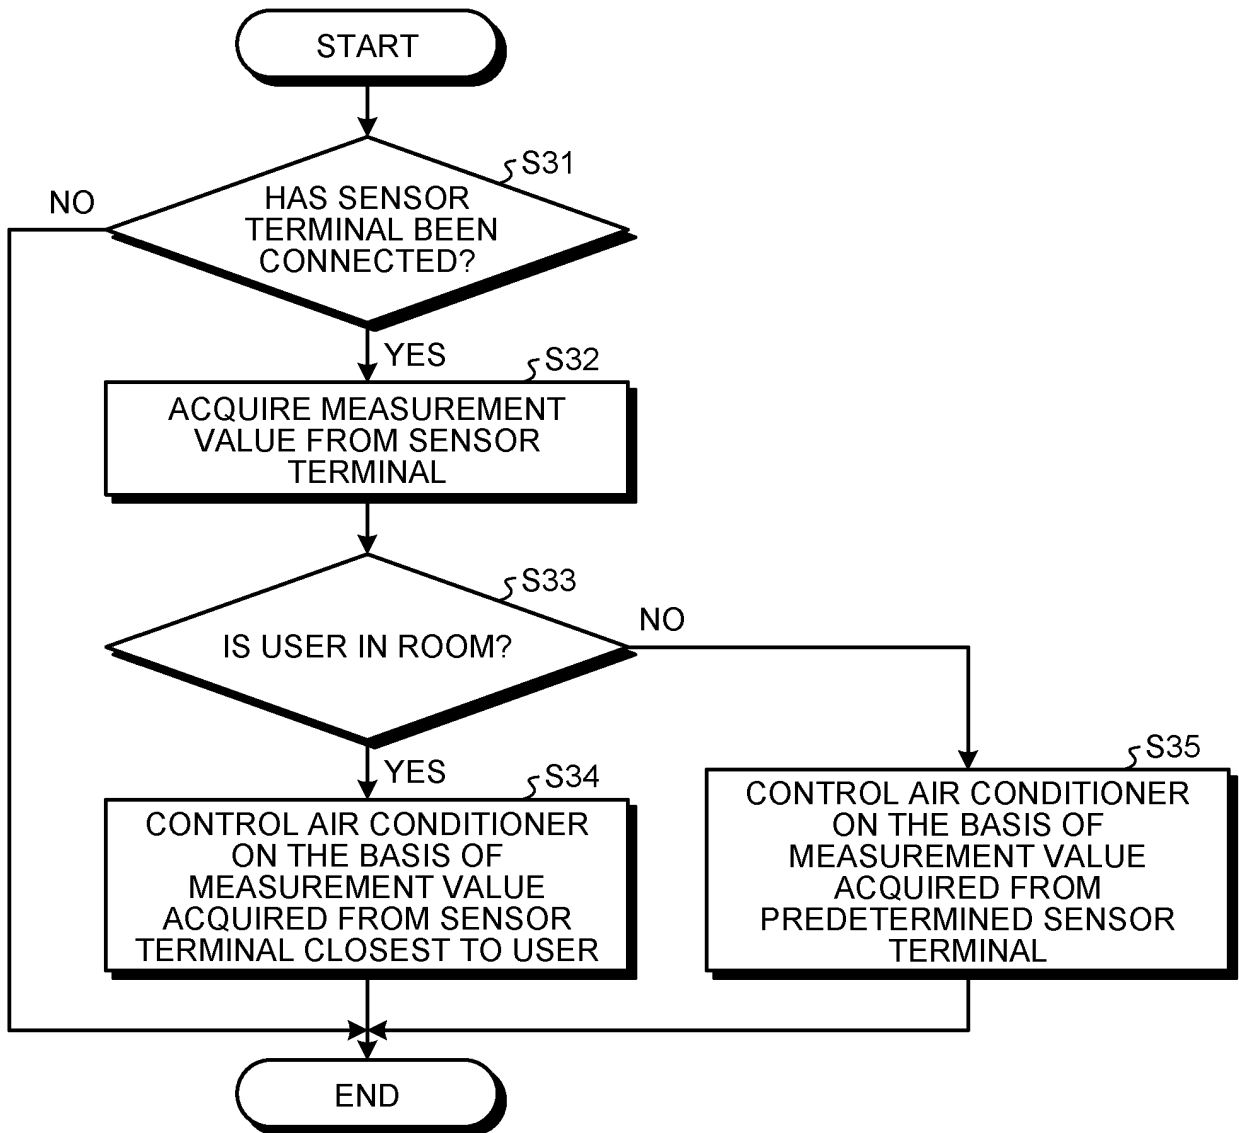 START
S31
NO
HAS SENSOR
TERMINAL BEEN
CONNECTED?
YES
S32
ACQUIRE MEASUREMENT
VALUE FROM SENSOR
TERMINAL
S33
IS USER IN ROOM?
NO
YES
S34
CONTROL AIR CONDITIONER
ON THE BASIS OF
MEASUREMENT VALUE
ACQUIRED FROM SENSOR
TERMINAL CLOSEST TO USER
S35
CONTROL AIR CONDITIONER
ON THE BASIS OF
MEASUREMENT VALUE
ACQUIRED FROM
PREDETERMINED SENSOR
TERMINAL
END